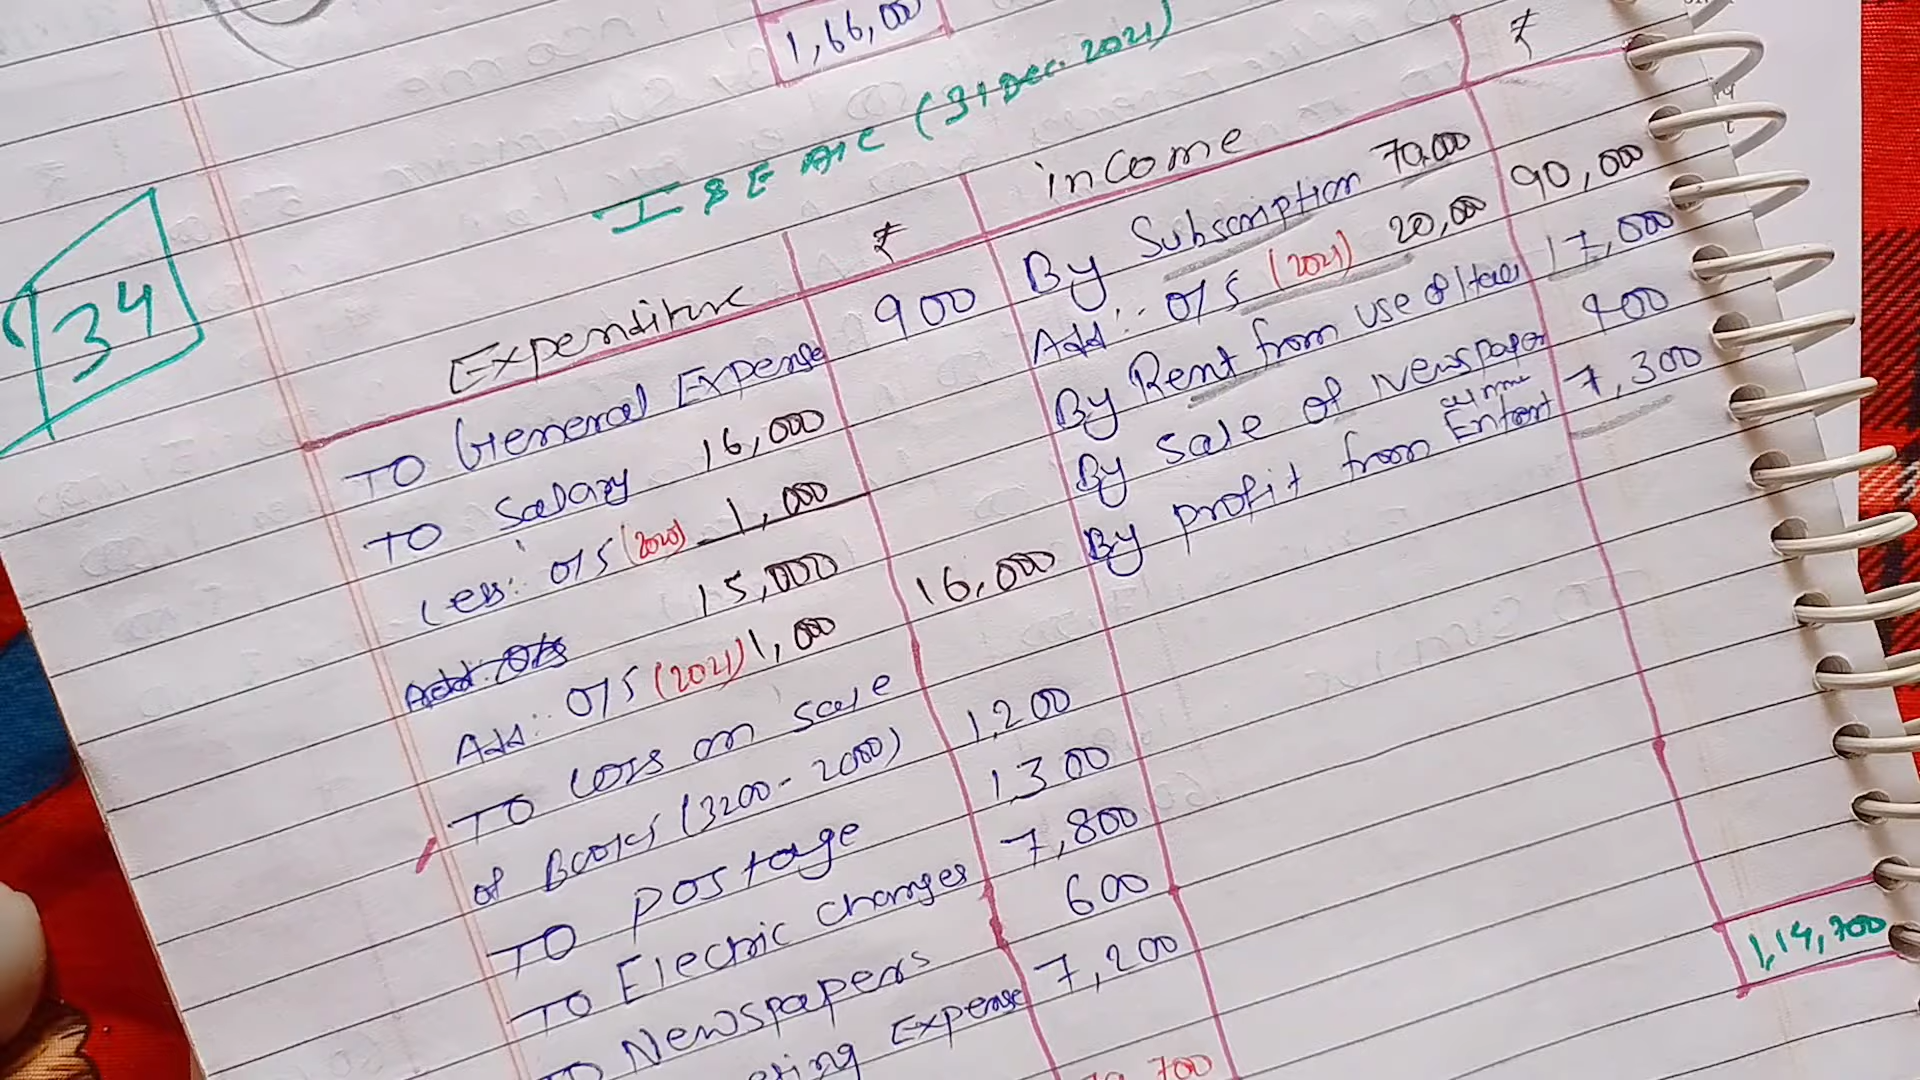 1,66,000
I & E A/C (31 Dec. 2021)
34
Expenditure ₹
To General Expense 900
To Salary 16,000
Less:- O/S (2020) 1,000
15,000
Add: O/S
Add:- O/S (2021) 1,000 16,000
To Loss on Sale
of Books (3200-2000) 1,200
To Postage 1,300
To Electric Charges 7,800
To Newspapers 600
Expense 7,200
700
income ₹
By Subscription 70,000
Add:- O/S (2021) 20,000 90,000
By Rent from use of Hall 17,000
By Sale of Newspaper 400
By profit from Entert 7,300
1,14,700